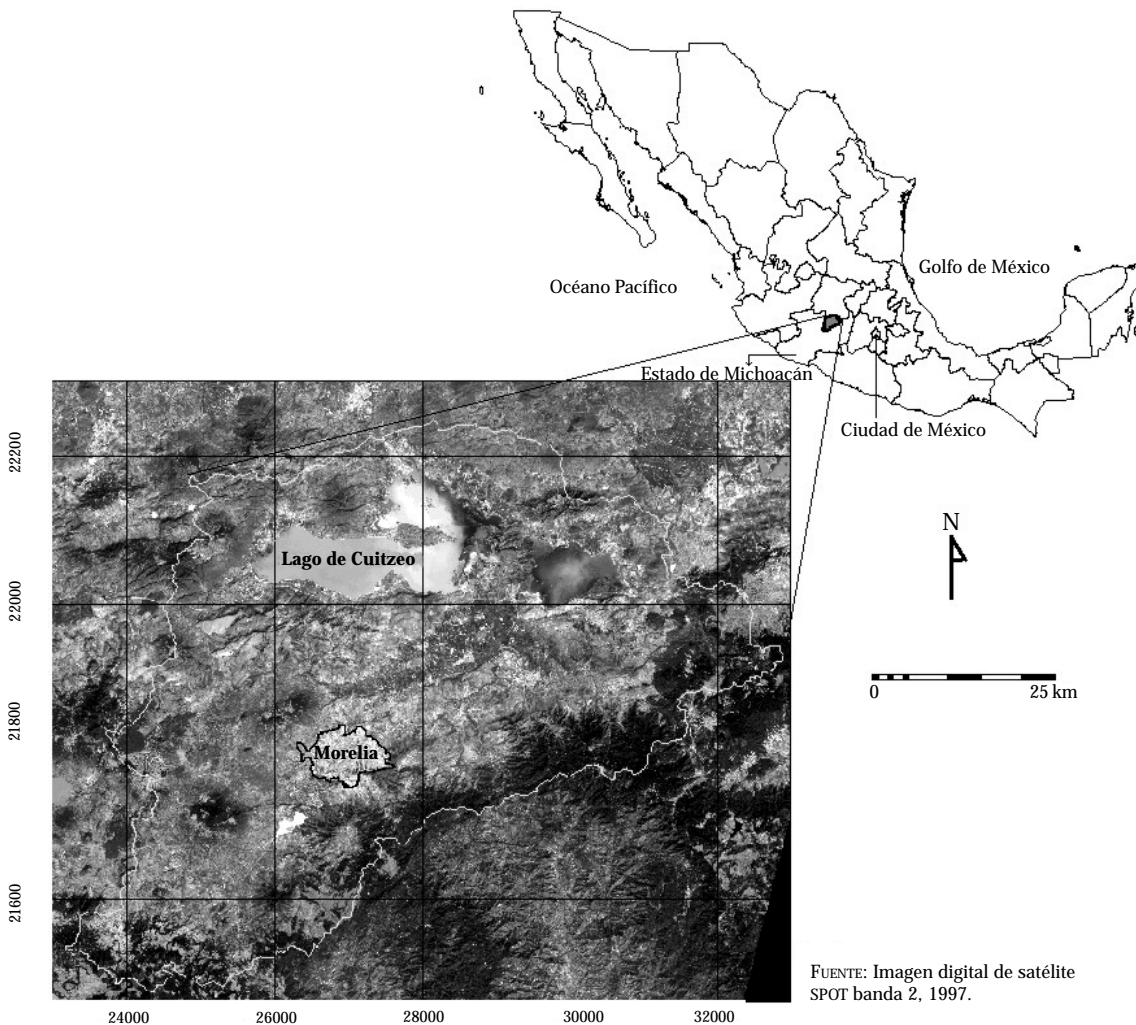 Golfo de México
Océano Pacífico
Estado de Michoacán
Ciudad de México
22200
22000
21800
21600
Lago de Cuitzeo
Morelia
N
0 25 km
FUENTE: Imagen digital de satélite
SPOT banda 2, 1997.
24000 26000 28000 30000 32000